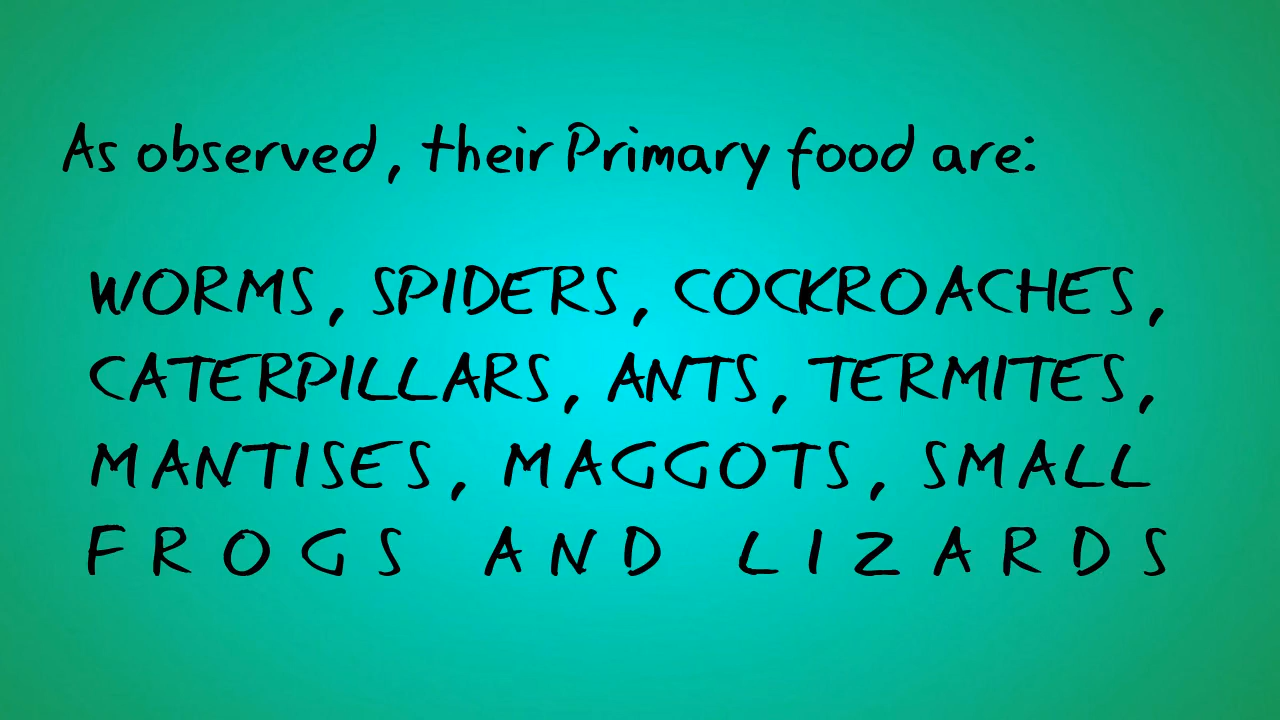 As observed, their Primary food are:
WORMS, SPIDERS, COCKROACHES,
CATERPILLARS, ANTS, TERMITES,
MANTISES, MAGGOTS, SMALL
FROGS AND LIZARDS